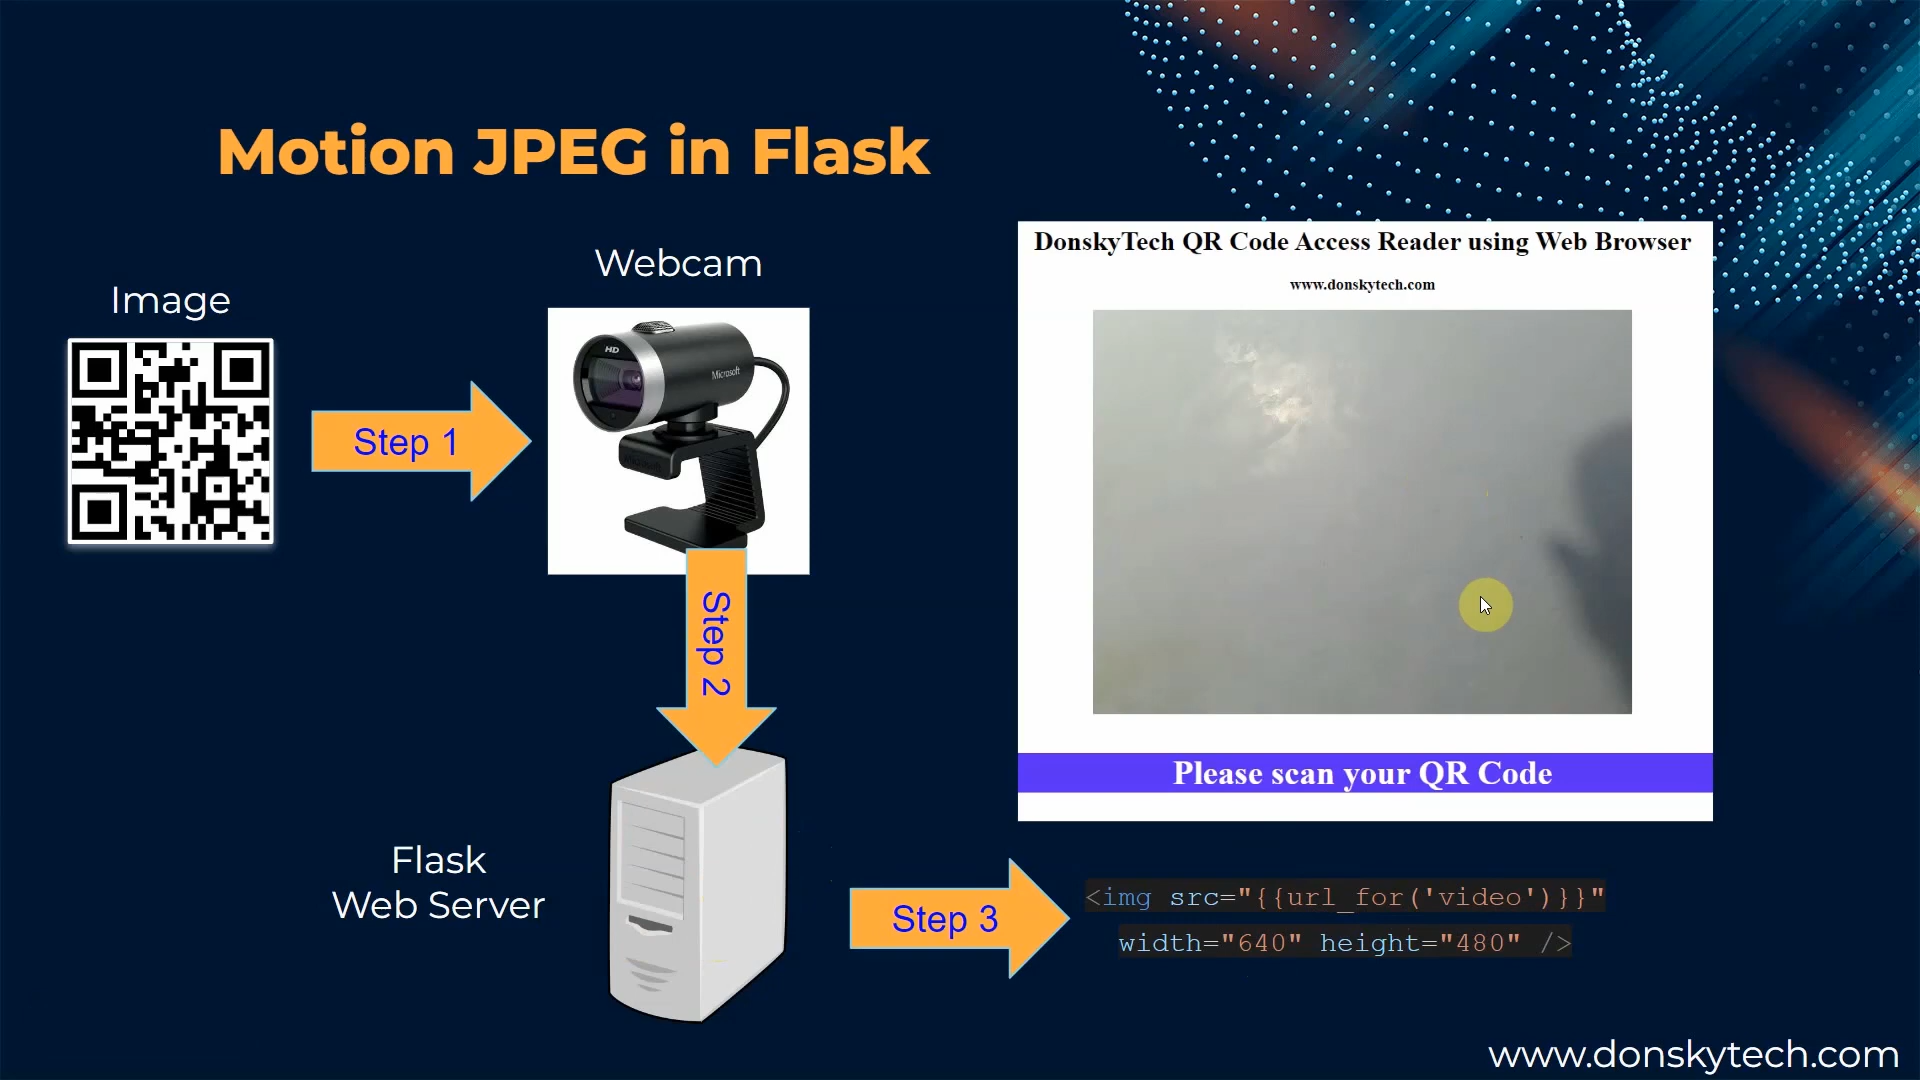 Motion JPEG in Flask
Image
Step 1
Webcam
HD
Microsoft
Step 2
Flask
Web Server
Step 3
DonskyTech QR Code Access Reader using Web Browser
www.donskytech.com
Please scan your QR Code
<img src="{{url_for('video')}}"
width="640" height="480" />
www.donskytech.com